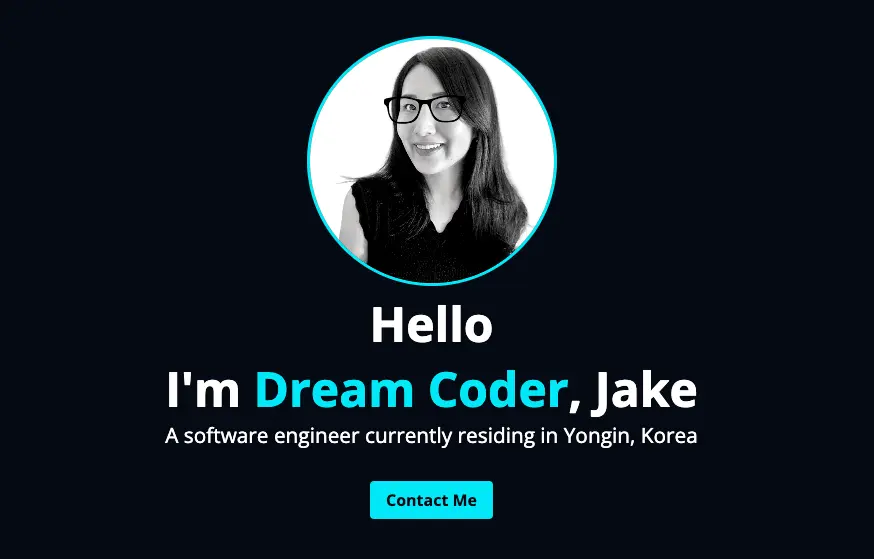 Hello
I'm Dream Coder, Jake
A software engineer currently residing in Yongin, Korea
Contact Me